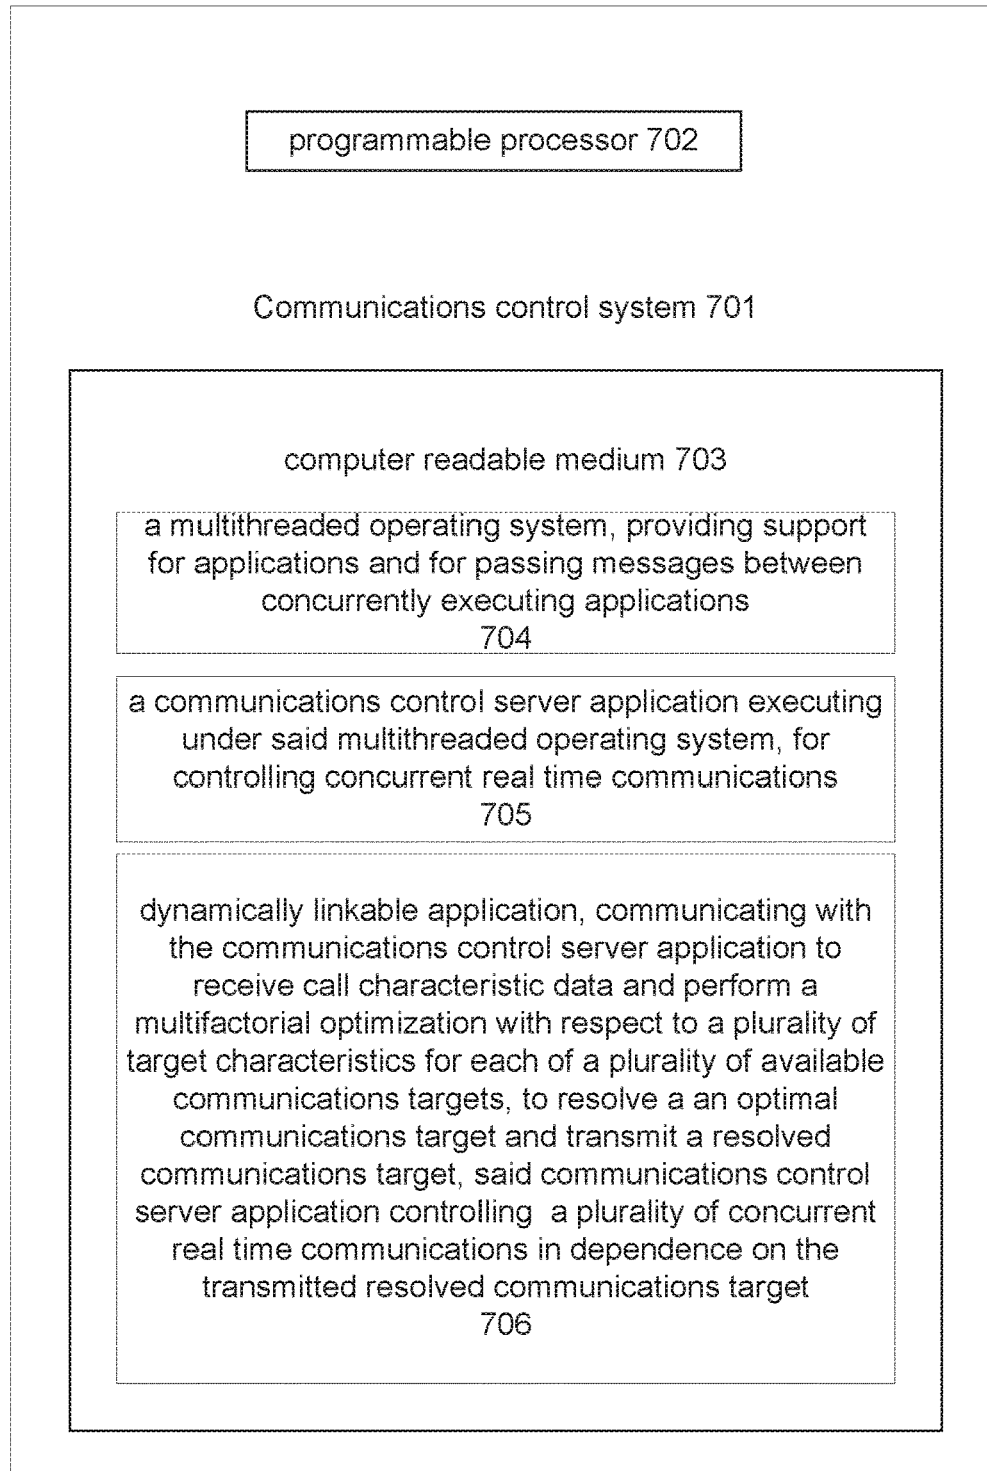 programmable processor 702
Communications control system 701
computer readable medium 703
a multithreaded operating system, providing support
for applications and for passing messages between
concurrently executing applications
704
a communications control server application executing
under said multithreaded operating system, for
controlling concurrent real time communications
705
dynamically linkable application, communicating with
the communications control server application to
receive call characteristic data and perform a
multifactorial optimization with respect to a plurality of
target characteristics for each of a plurality of available
communications targets, to resolve a an optimal
communications target and transmit a resolved
communications target, said communications control
server application controlling a plurality of concurrent
real time communications in dependence on the
transmitted resolved communications target
706